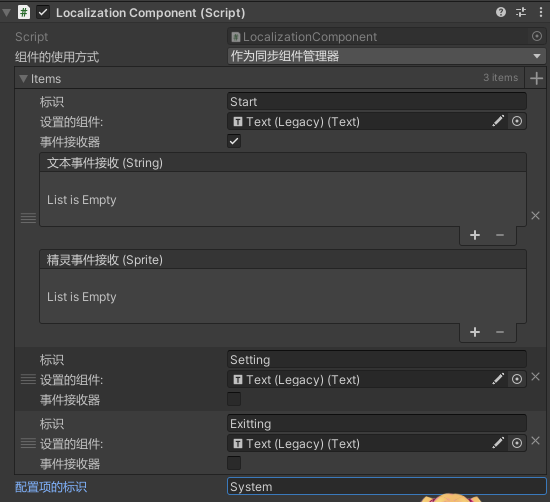 Localization Component (Script)
Script
LocalizationComponent
组件的使用方式
作为同步组件管理器
Items
3 items
标识
Start
设置的组件:
Text (Legacy) (Text)
事件接收器
文本事件接收 (String)
List is Empty
精灵事件接收 (Sprite)
List is Empty
标识
Setting
设置的组件:
Text (Legacy) (Text)
事件接收器
标识
Exitting
设置的组件:
Text (Legacy) (Text)
事件接收器
配置项的标识
System